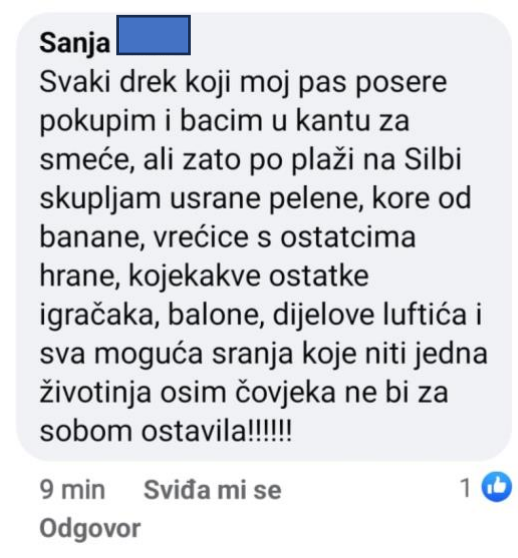 Sanja
Svaki drek koji moj pas posere
pokupim i bacim u kantu za
smeće, ali zato po plaži na Silbi
skupljam usrane pelene, kore od
banane, vrećice s ostatcima
hrane, kojekakve ostatke
igračaka, balone, dijelove luftića i
sva moguća sranja koje niti jedna
životinja osim čovjeka ne bi za
sobom ostavila!!!!!!
9 min Sviđa mi se 1
Odgovor